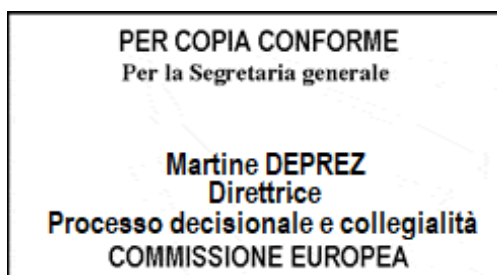 PER COPIA CONFORME
Per la Segretaria generale
Martine DEPREZ
Direttrice
Processo decisionale e collegialità
COMMISSIONE EUROPEA